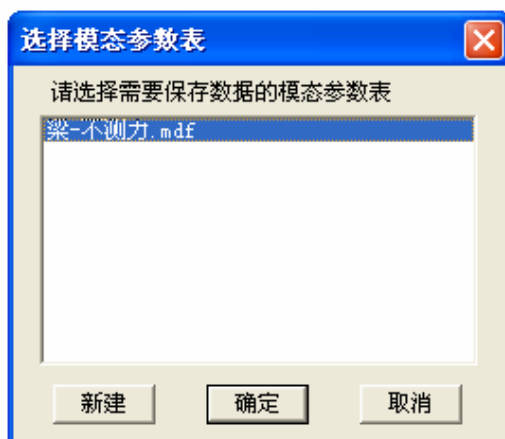 选择模态参数表
请选择需要保存数据的模态参数表
梁-不测力.mdf
新建
确定
取消